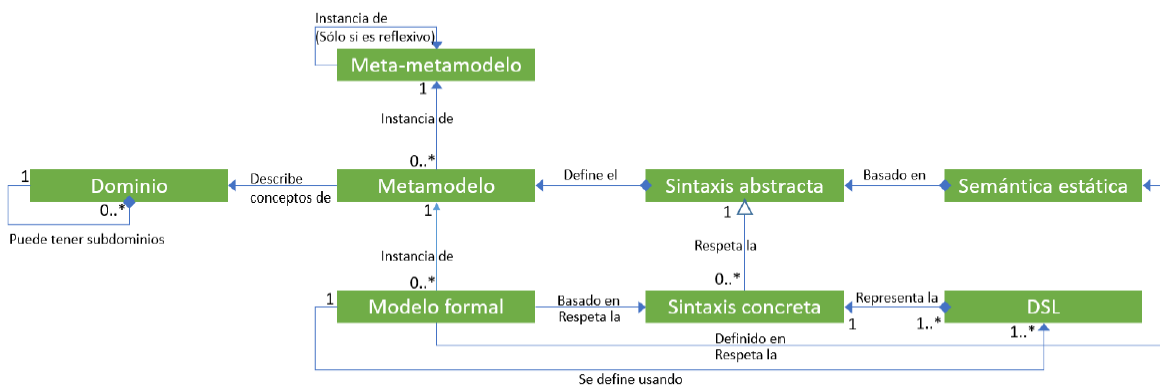 Instancia de
(Sólo si es reflexivo)
Meta-metamodelo
1
Instancia de
0..*
1
Dominio
0..*
Puede tener subdominios
Describe
conceptos de
Metamodelo
1
Define el
Sintaxis abstracta
1
Basado en
Semántica estática
Instancia de
0..*
Respeta la
0..*
1
Modelo formal
Basado en
Respeta la
Sintaxis concreta
1
Representa la
1..*
DSL
1..*
Definido en
Respeta la
Se define usando